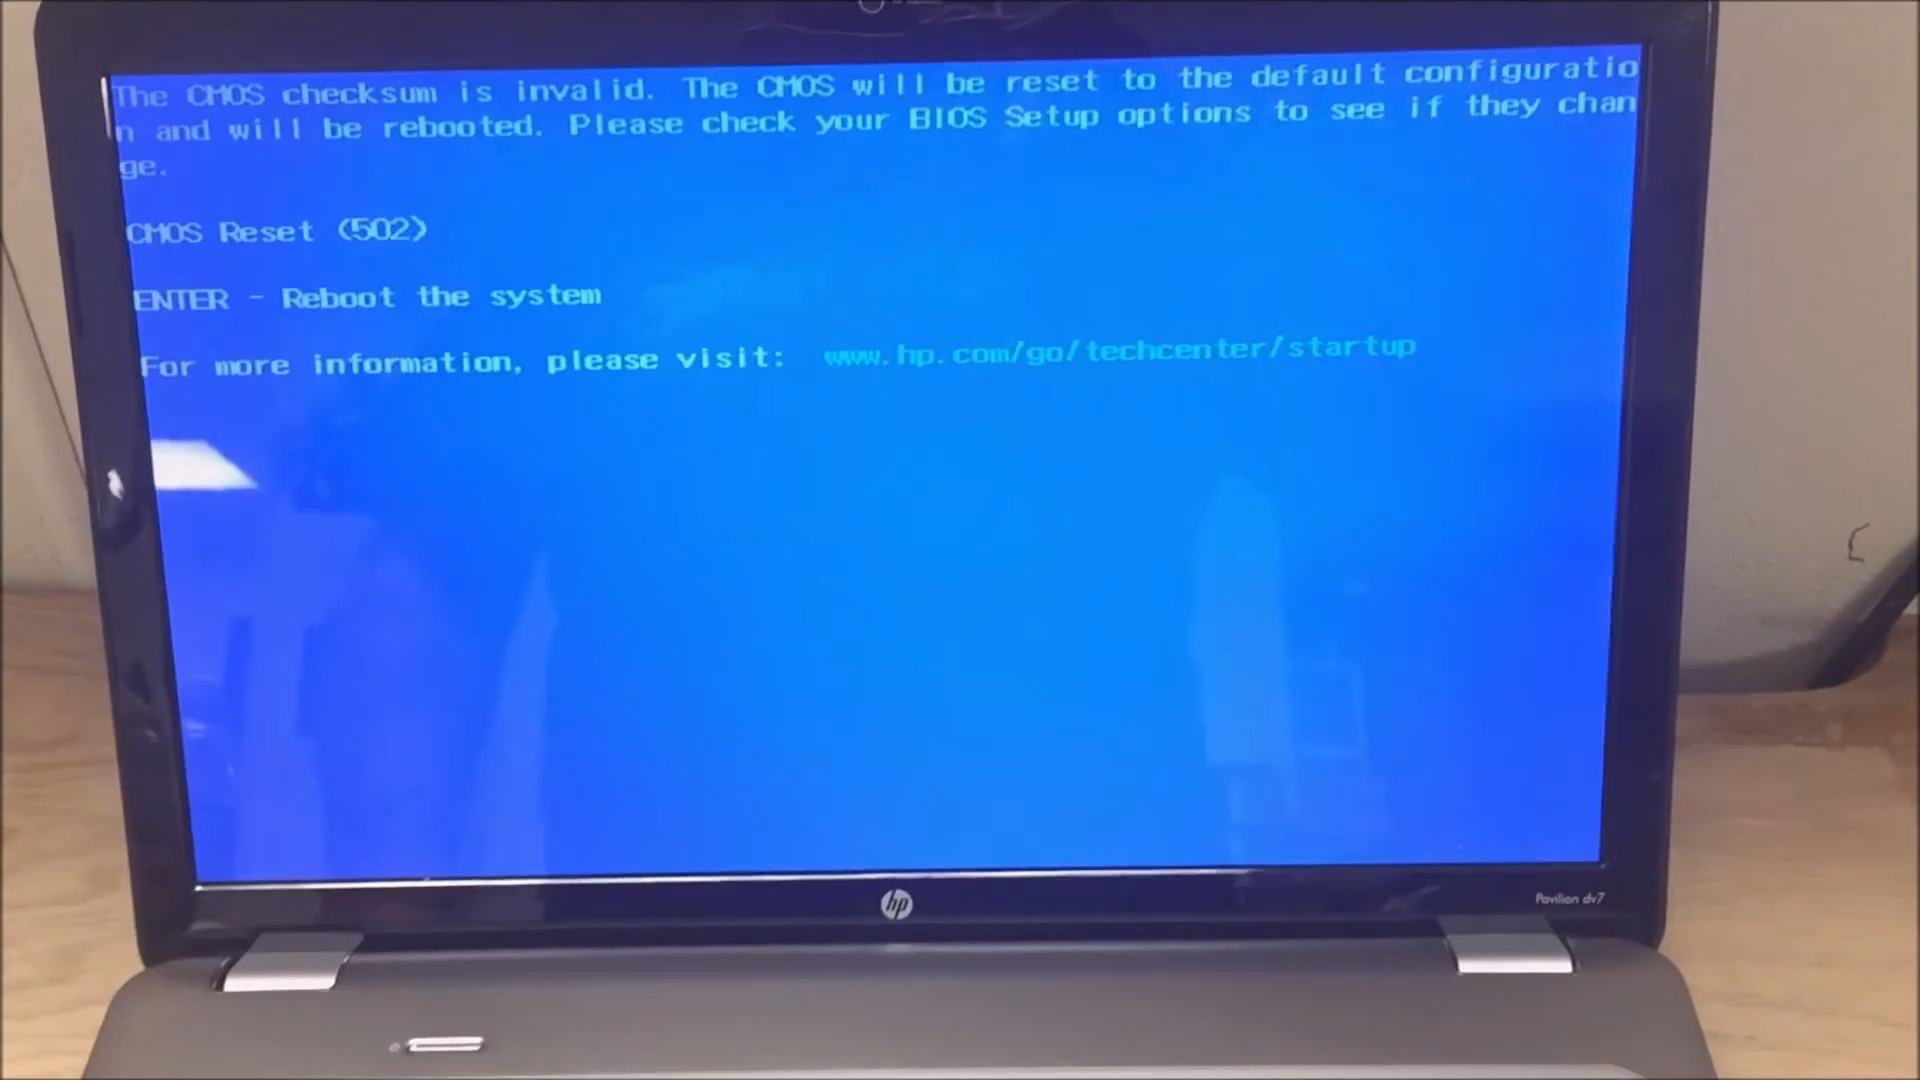 The CMOS checksum is invalid. The CMOS will be reset to the default configuratio
n and will be rebooted. Please check your BIOS Setup options to see if they chan
ge.
CMOS Reset (502)
ENTER - Reboot the system
For more information, please visit: www.hp.com/go/techcenter/startup
hp
Pavilion dv7